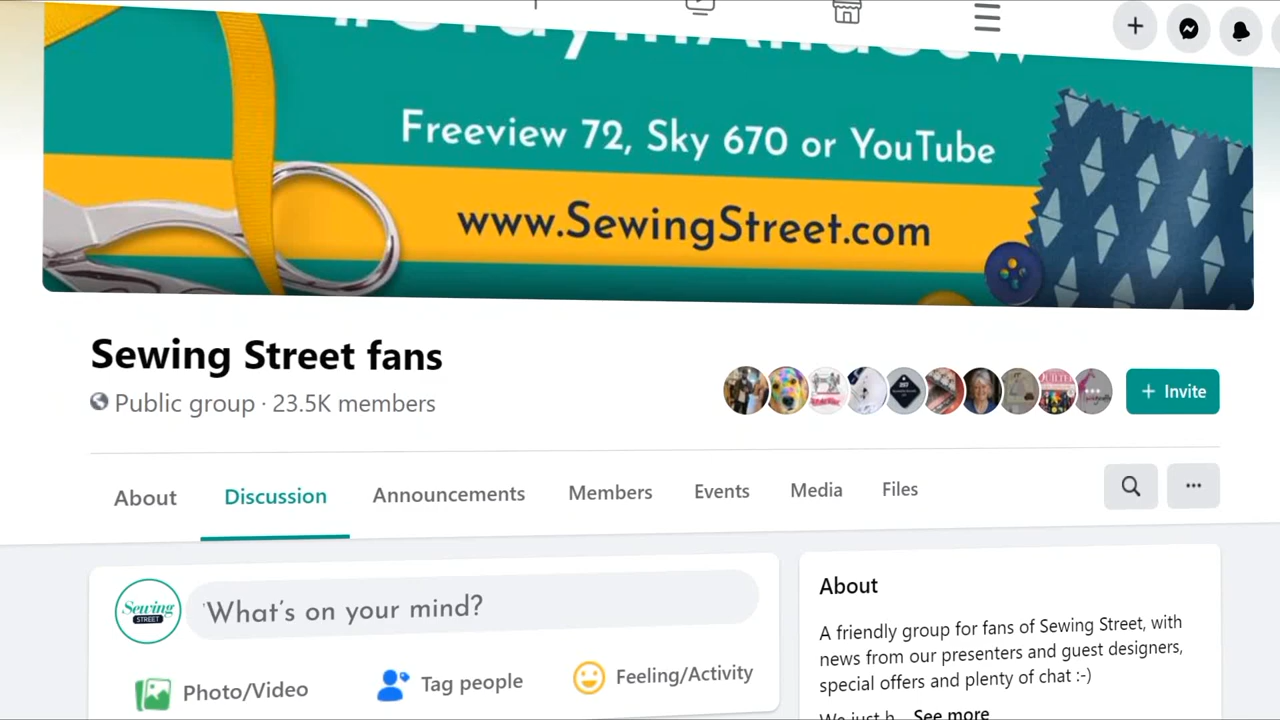 Freeview 72, Sky 670 or YouTube
www.SewingStreet.com
Sewing Street fans
Public group · 23.5K members
+ Invite
About
Discussion
Announcements
Members
Events
Media
Files
Sewing
STREET
What's on your mind?
Photo/Video
Tag people
Feeling/Activity
About
A friendly group for fans of Sewing Street, with
news from our presenters and guest designers,
special offers and plenty of chat :-)
We just h... See more